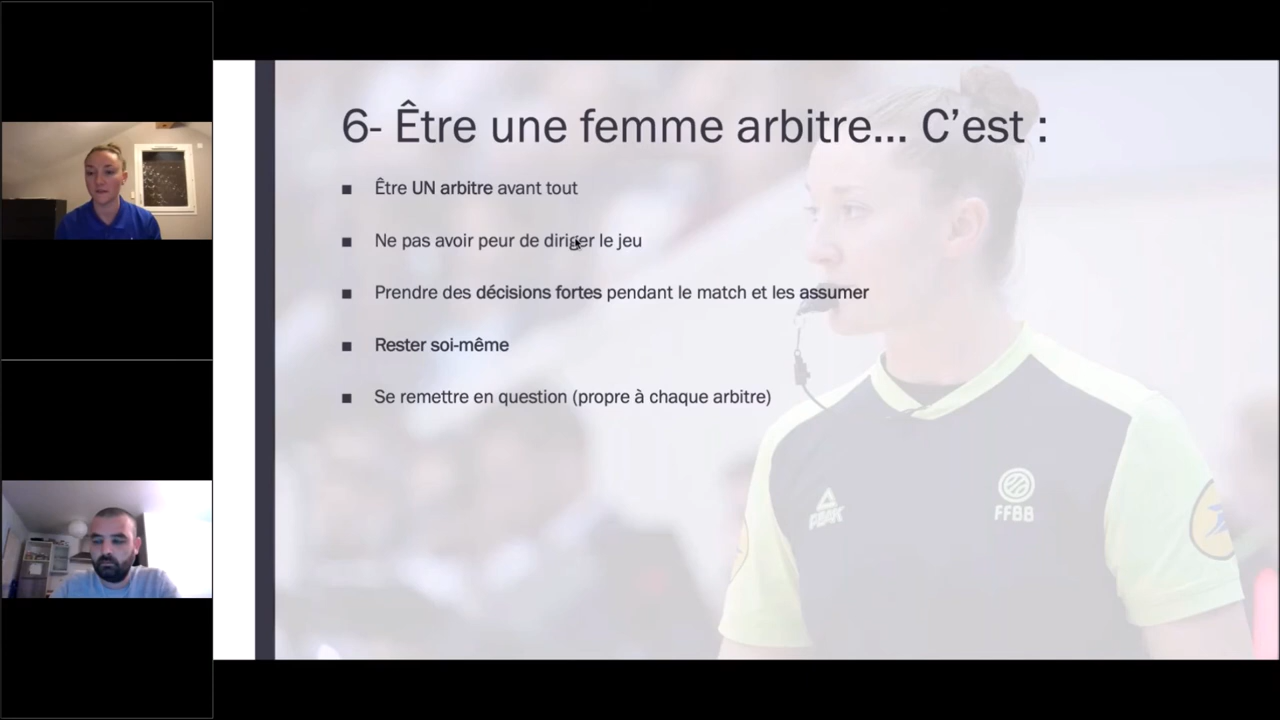 6- Être une femme arbitre... C'est :
■ Être UN arbitre avant tout
■ Ne pas avoir peur de diriger le jeu
■ Prendre des décisions fortes pendant le match et les assumer
■ Rester soi-même
■ Se remettre en question (propre à chaque arbitre)
PEAK
FFBB